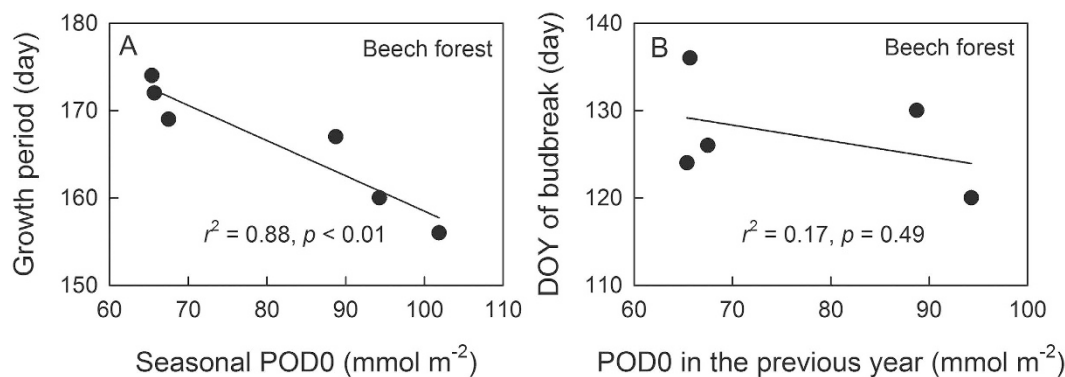 A
Beech forest
Growth period (day)
180
170
160
150
r² = 0.88, p < 0.01
60 70 80 90 100 110
Seasonal POD0 (mmol m⁻²)
B
Beech forest
DOY of budbreak (day)
140
130
120
110
r² = 0.17, p = 0.49
60 70 80 90 100
POD0 in the previous year (mmol m⁻²)